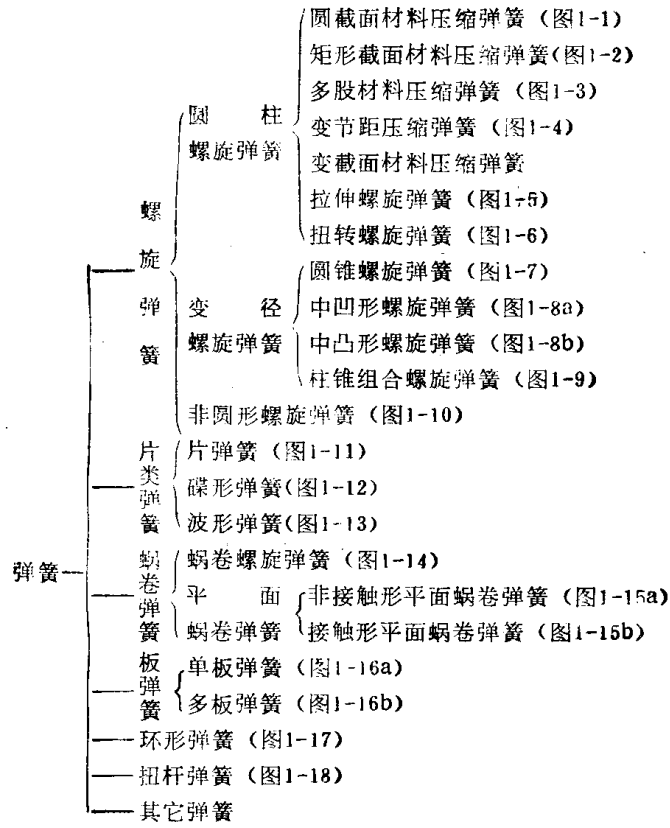 圆截面材料压缩弹簧（图1-1）
矩形截面材料压缩弹簧（图1-2）
多股材料压缩弹簧（图1-3）
圆柱
螺旋弹簧
变节距压缩弹簧（图1-4）
变截面材料压缩弹簧
拉伸螺旋弹簧（图1-5）
扭转螺旋弹簧（图1-6）
螺旋弹簧
圆锥螺旋弹簧（图1-7）
变径
螺旋弹簧
中凹形螺旋弹簧（图1-8a）
中凸形螺旋弹簧（图1-8b）
柱锥组合螺旋弹簧（图1-9）
非圆形螺旋弹簧（图1-10）
片类弹簧
片弹簧（图1-11）
碟形弹簧（图1-12）
波形弹簧（图1-13）
弹簧
蜗卷弹簧
蜗卷螺旋弹簧（图1-14）
平面
蜗卷弹簧
非接触形平面蜗卷弹簧（图1-15a）
接触形平面蜗卷弹簧（图1-15b）
板弹簧
单板弹簧（图1-16a）
多板弹簧（图1-16b）
环形弹簧（图1-17）
扭杆弹簧（图1-18）
其它弹簧